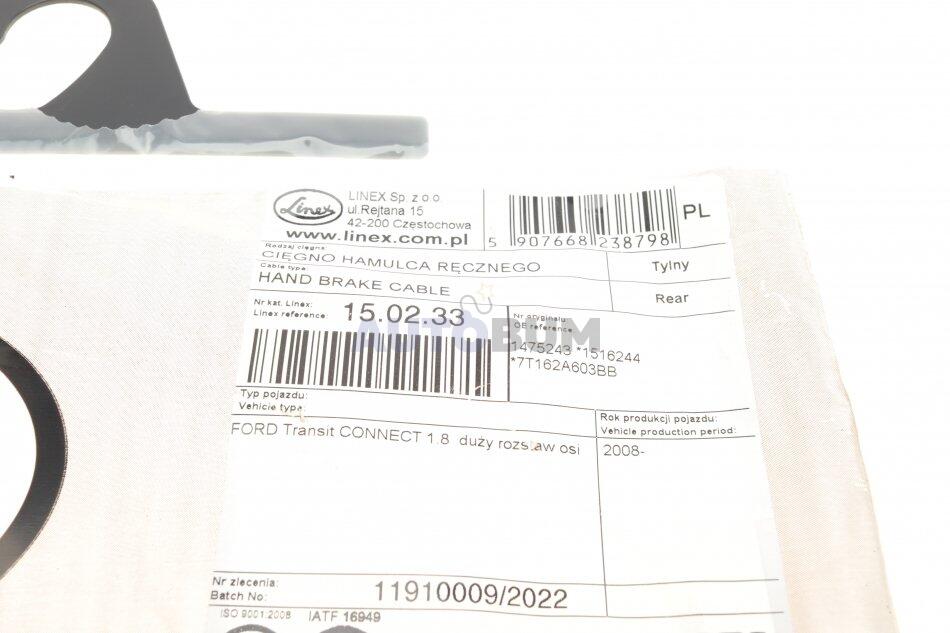 Linex
LINEX Sp. z o.o.
ul.Rejtana 15
42-200 Częstochowa
www.linex.com.pl
5 907668 238798
PL
Rodzaj cięgna:
CIĘGNO HAMULCA RĘCZNEGO
Tylny
Cable type:
HAND BRAKE CABLE
Rear
Nr kat. Linex:
Linex reference:
15.02.33
Nr oryginału
OE reference
1475243 *1516244
*7T162A603BB
AUTOBUM
Typ pojazdu:
Vehicle type:
Rok produkcji pojazdu:
Vehicle production period:
FORD Transit CONNECT 1.8 duży rozstaw osi
2008-
Nr zlecenia:
Batch No:
11910009/2022
ISO 9001:2008 IATF 16949